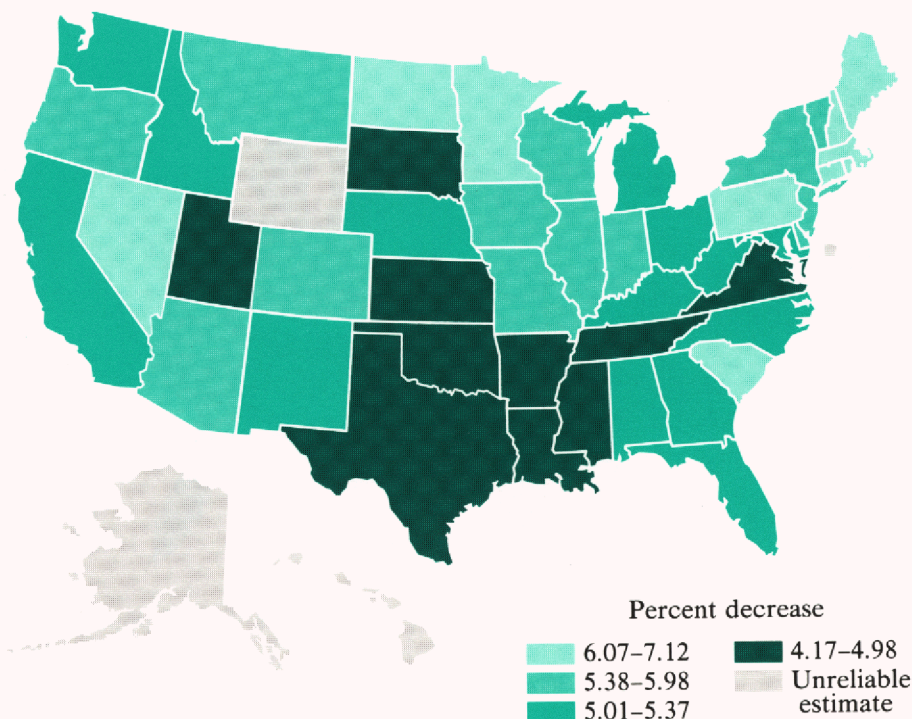 Percent decrease
6.07–7.12
5.38–5.98
5.01–5.37
4.17–4.98
Unreliable
estimate